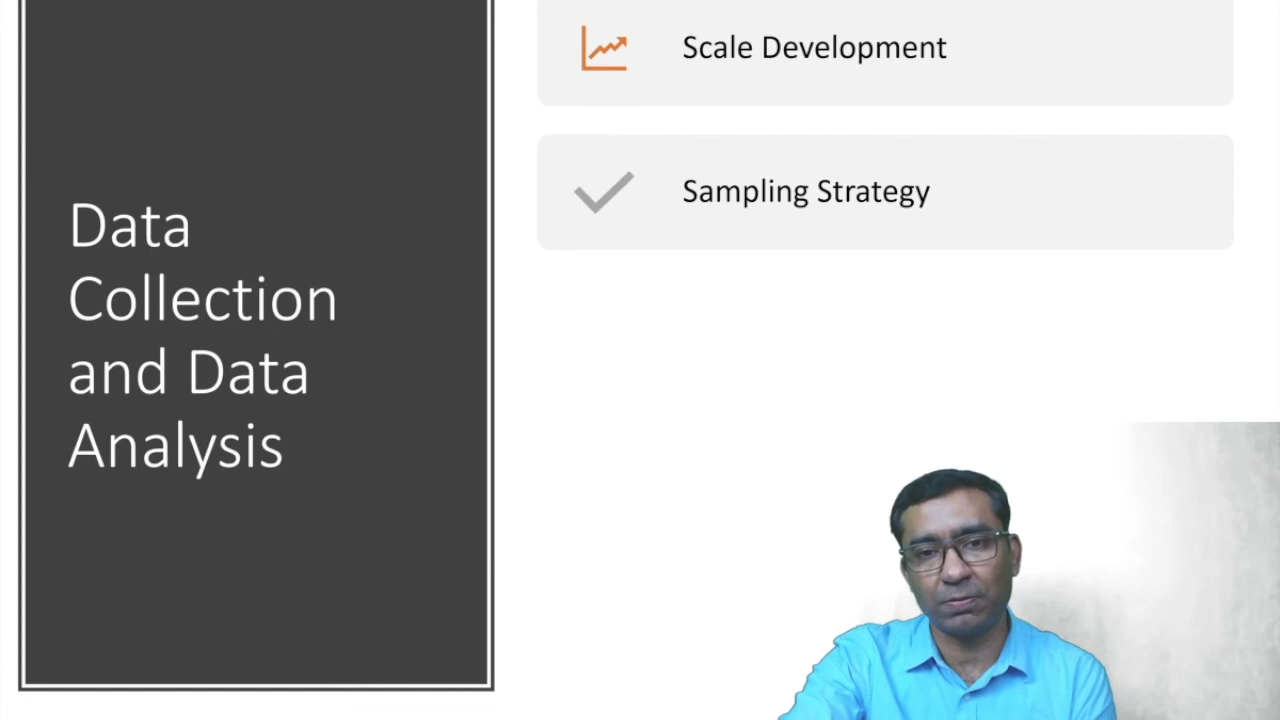 Data
Collection
and Data
Analysis
Scale Development
Sampling Strategy